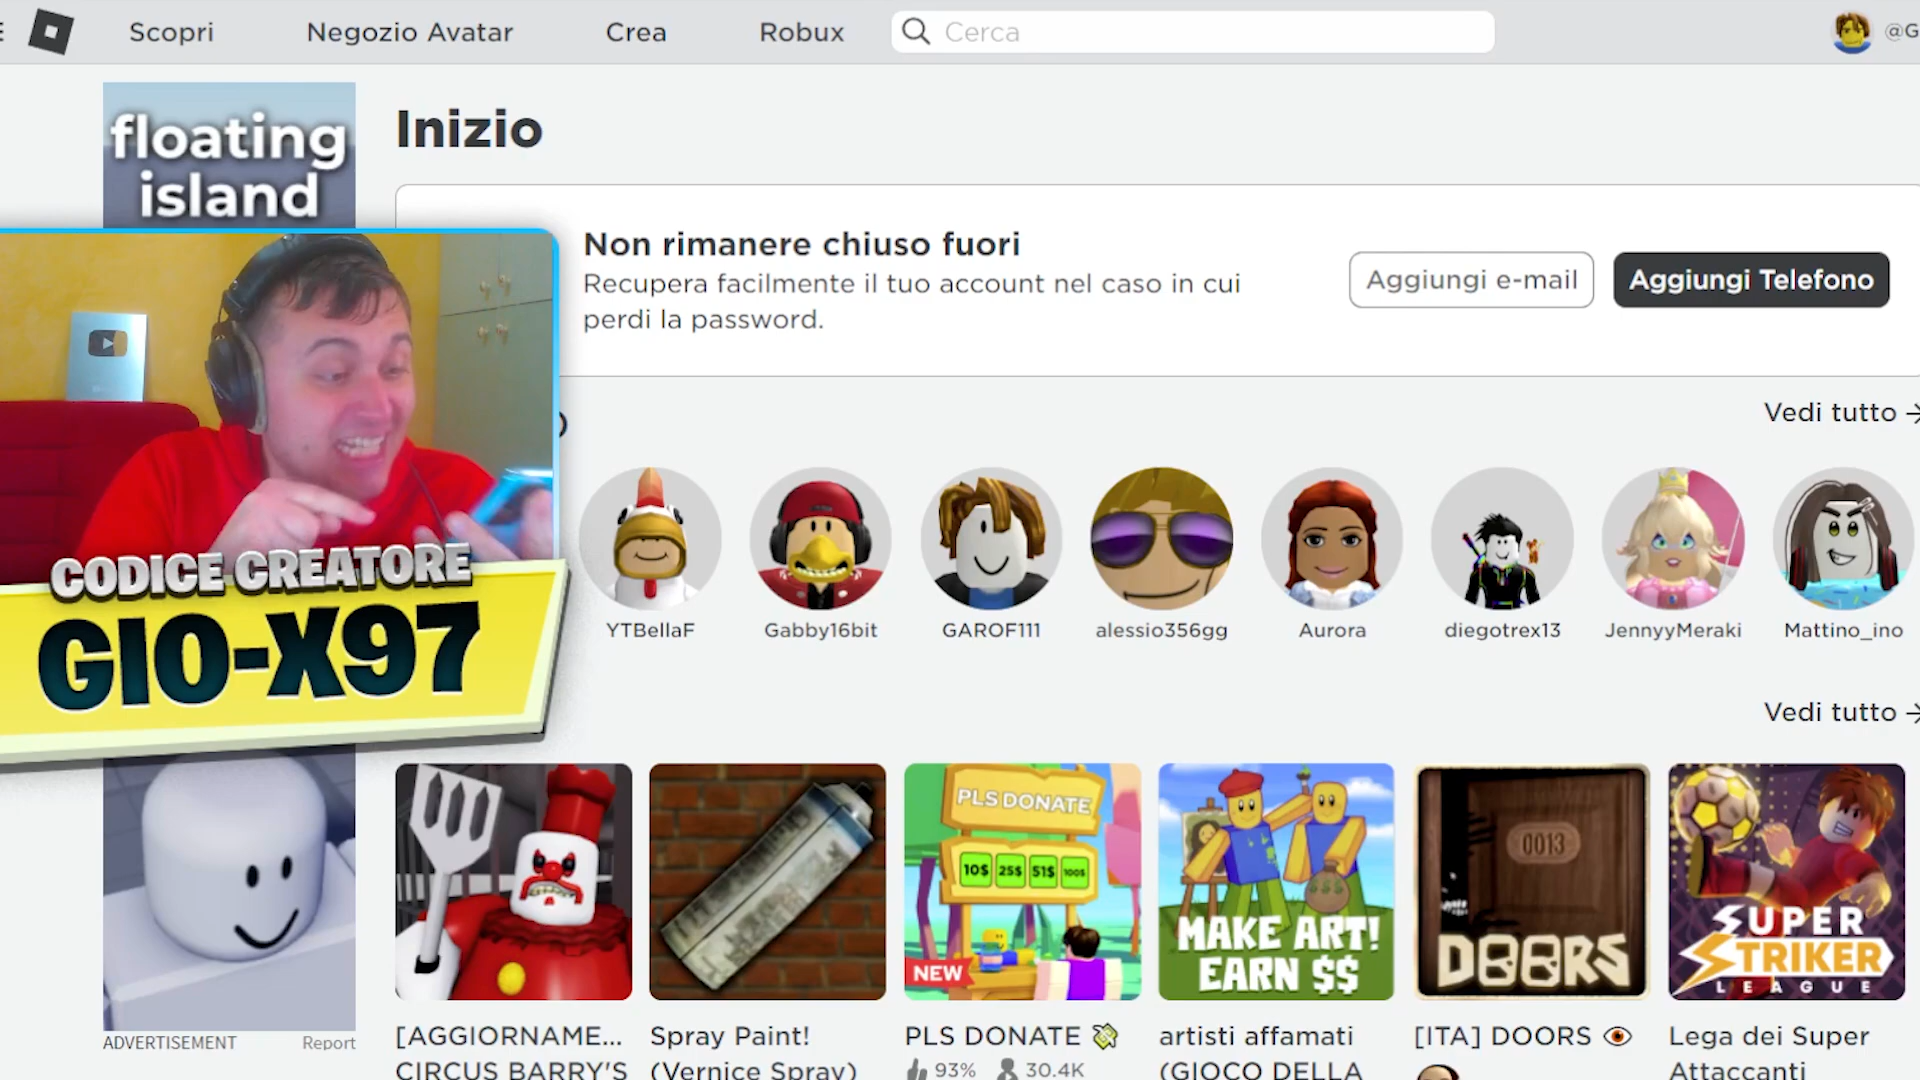 Scopri
Negozio Avatar
Crea
Robux
Cerca
@G
floating
island
Inizio
Non rimanere chiuso fuori
Recupera facilmente il tuo account nel caso in cui
perdi la password.
Aggiungi e-mail
Aggiungi Telefono
Vedi tutto
CODICE CREATORE
GIO-X97
YTBellaF
Gabby16bit
GAROF111
alessio356gg
Aurora
diegotrex13
JennyyMeraki
Mattino_ino
Vedi tutto
PLS DONATE
10$ 25$ 51$ 100$
NEW
MAKE ART!
EARN $$
0013
DOORS
SUPER
STRIKER
LEAGUE
ADVERTISEMENT
Report
[AGGIORNAME...
CIRCUS BARRY'S
Spray Paint!
(Vernice Spray)
PLS DONATE
93% 30.4K
artisti affamati
(GIOCO DELLA
[ITA] DOORS
Lega dei Super
Attaccanti